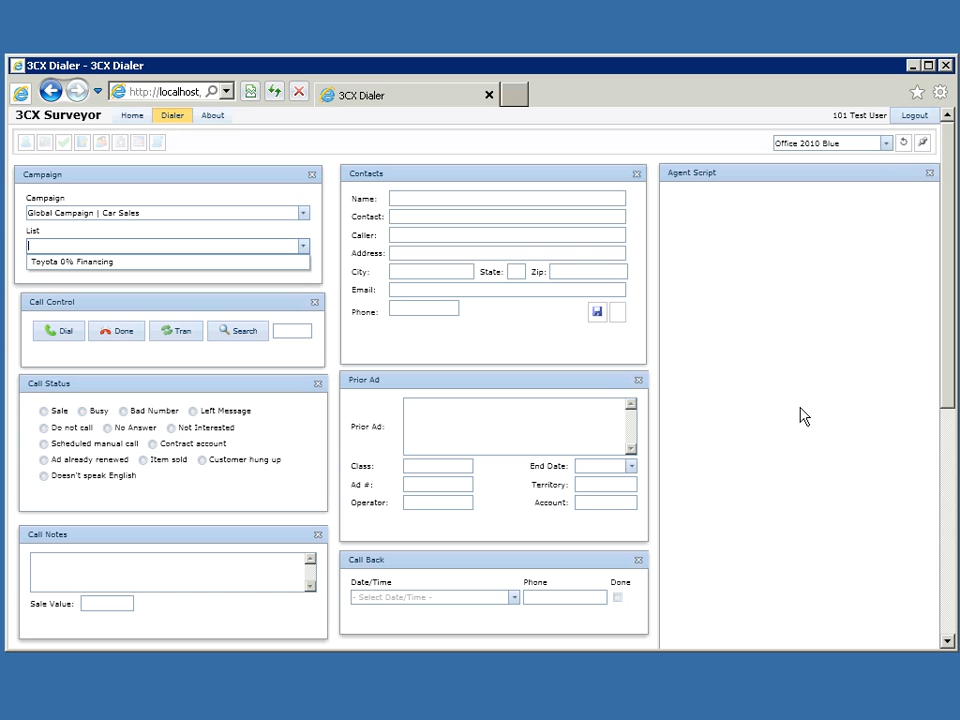 3CX Dialer - 3CX Dialer
http://localhost,
3CX Dialer
3CX Surveyor
Home
Dialer
About
101 Test User
Logout
Office 2010 Blue
Campaign
Campaign
Global Campaign | Car Sales
List
Toyota 0% Financing
Call Control
Dial
Done
Tran
Search
Call Status
Sale
Busy
Bad Number
Left Message
Do not call
No Answer
Not Interested
Scheduled manual call
Contract account
Ad already renewed
Item sold
Customer hung up
Doesn't speak English
Call Notes
Sale Value:
Contacts
Name:
Contact:
Caller:
Address:
City:
State:
Zip:
Email:
Phone:
Prior Ad
Prior Ad:
Class:
End Date:
Ad #:
Territory:
Operator:
Account:
Call Back
Date/Time
Phone
Done
- Select Date/Time -
Agent Script